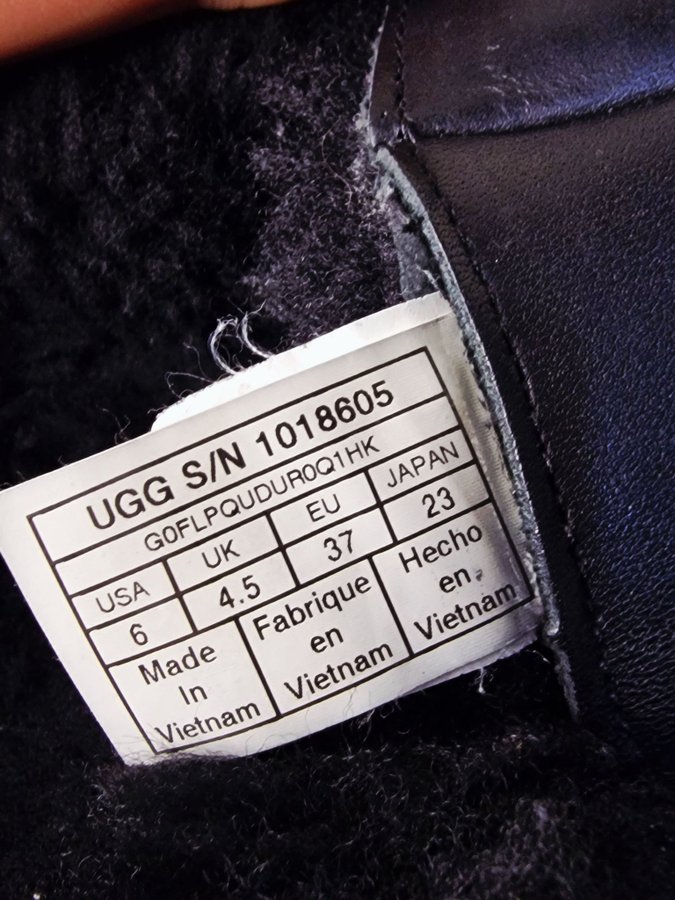 UGG S/N 1018605
G0FLPQUDUR0Q1HK
USA UK EU JAPAN
6 4.5 37 23
Made In Vietnam
Fabrique en Vietnam
Hecho en Vietnam